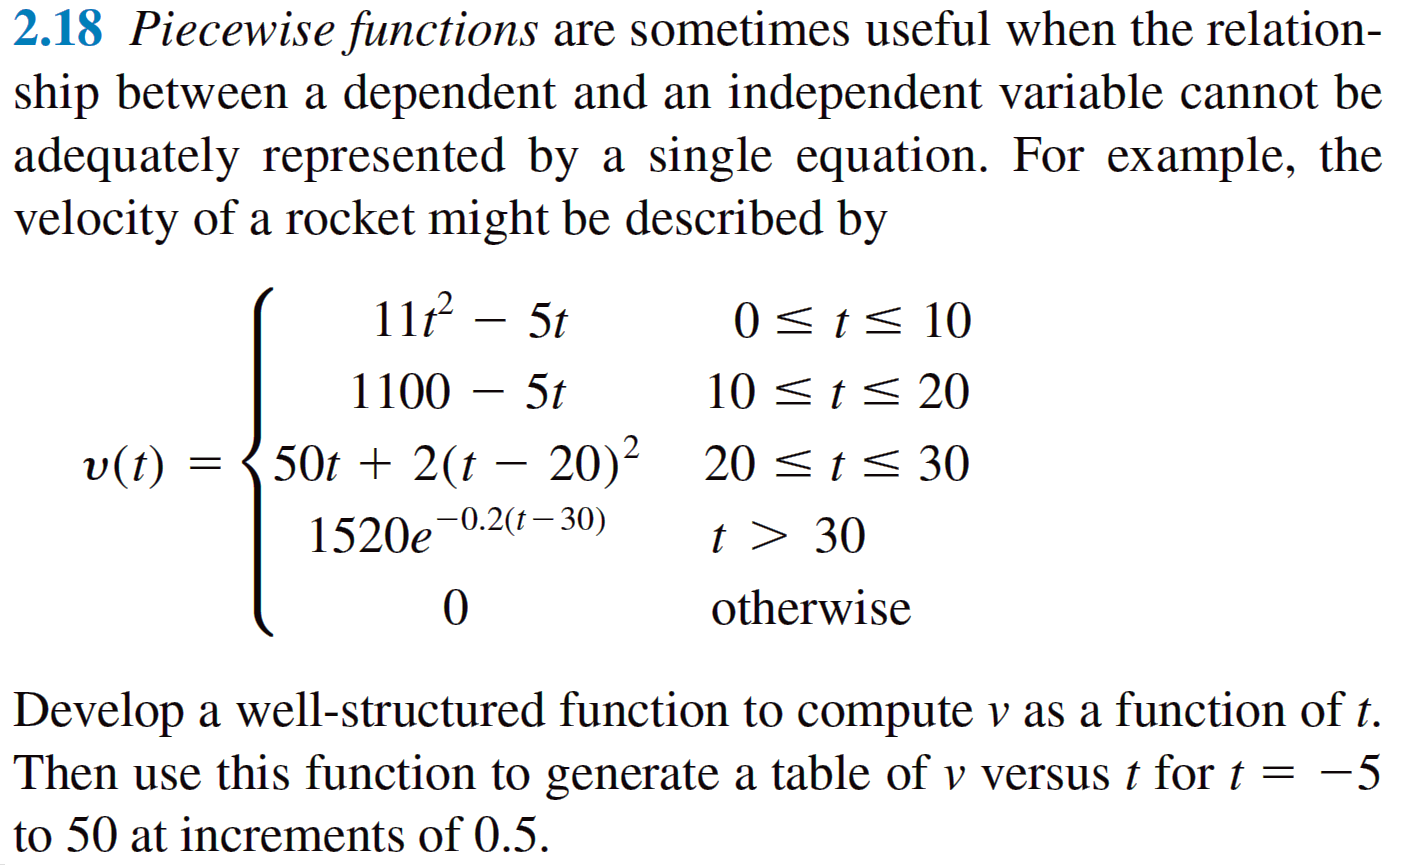 2.18 Piecewise functions are sometimes useful when the relation-
ship between a dependent and an independent variable cannot be
adequately represented by a single equation. For example, the
velocity of a rocket might be described by
11t² − 5t 0 ≤ t ≤ 10
1100 − 5t 10 ≤ t ≤ 20
v(t) = { 50t + 2(t − 20)² 20 ≤ t ≤ 30
1520e^−0.2(t−30) t > 30
0 otherwise
Develop a well-structured function to compute v as a function of t.
Then use this function to generate a table of v versus t for t = −5
to 50 at increments of 0.5.